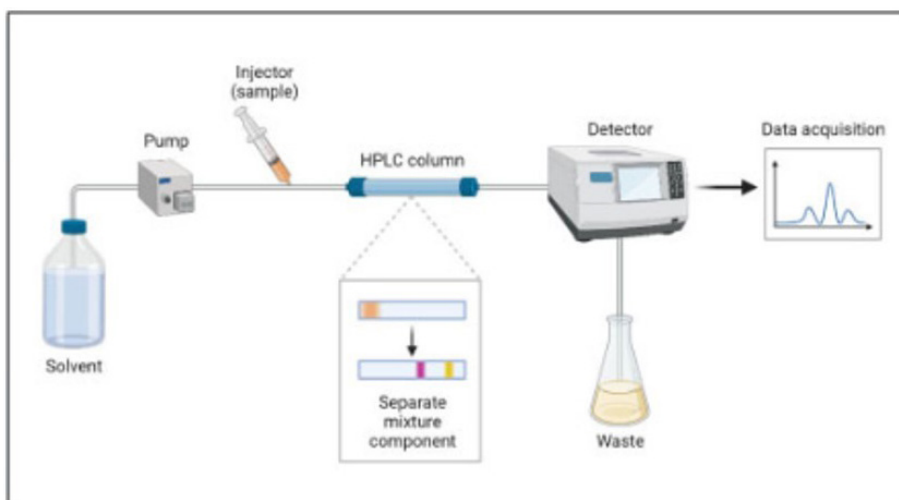 Injector
(sample)
Pump
HPLC column
Detector
Data acquisition
Solvent
Separate
mixture
component
Waste